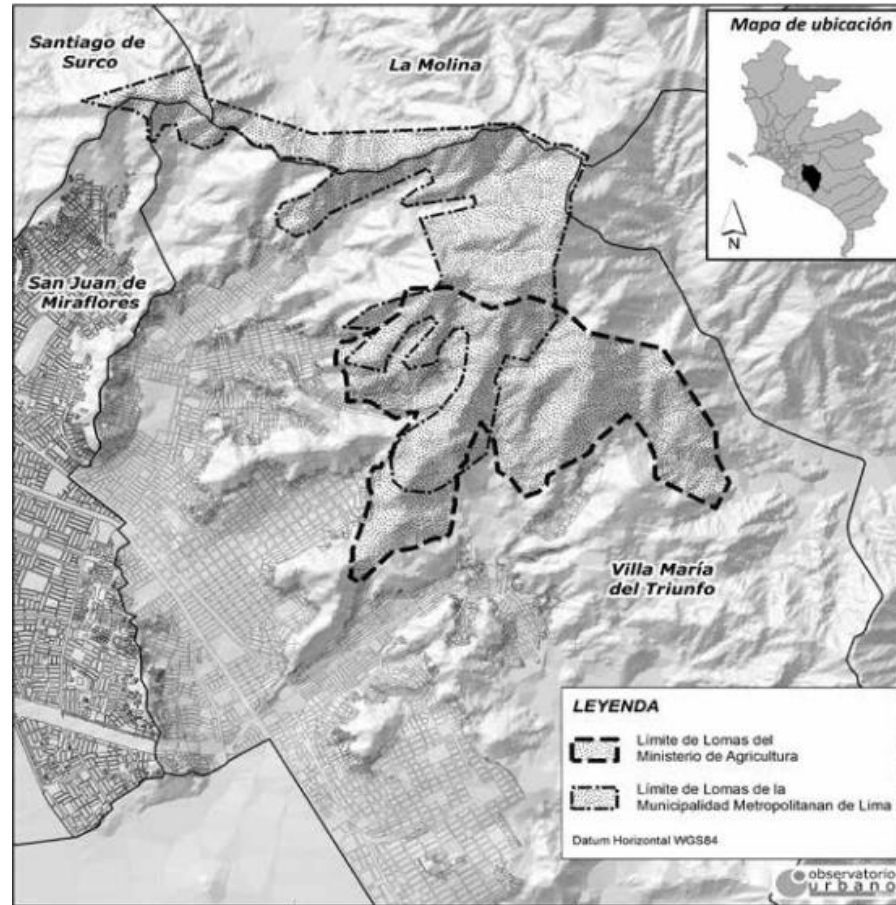 Santiago de
Surco
La Molina
Mapa de ubicación
N
San Juan de
Miraflores
Villa María
del Triunfo
LEYENDA
Límite de Lomas del
Ministerio de Agricultura
Límite de Lomas de la
Municipalidad Metropolitanan de Lima
Datum Horizontal WGS84
observatorio
urbano